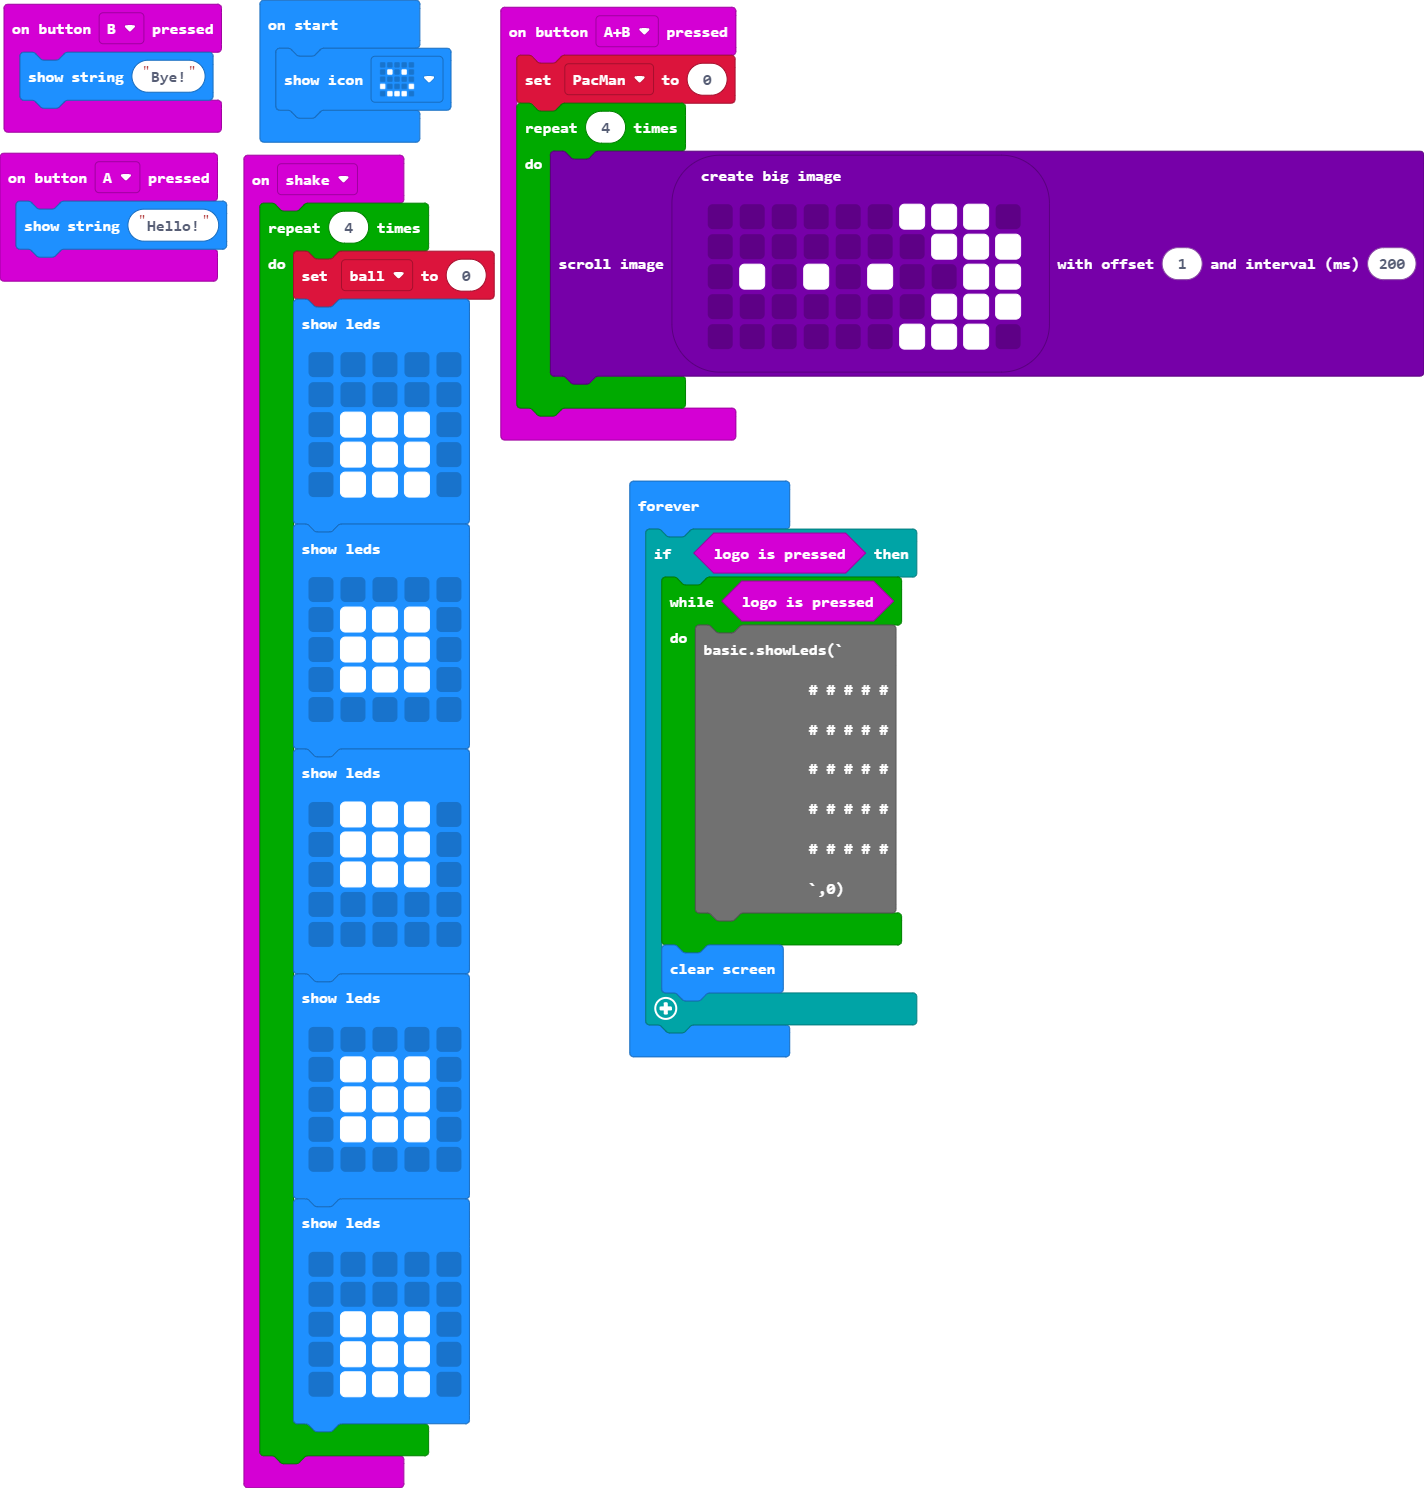 on button B pressed
show string "Bye!"
on start
show icon
on button A pressed
show string "Hello!"
on shake
repeat 4 times
do
set ball to 0
show leds
show leds
show leds
show leds
show leds
on button A+B pressed
set PacMan to 0
repeat 4 times
do
create big image
scroll image with offset 1 and interval (ms) 200
forever
if logo is pressed then
while logo is pressed
do
basic.showLeds(`
# # # # #
# # # # #
# # # # #
# # # # #
# # # # #
`,0)
clear screen